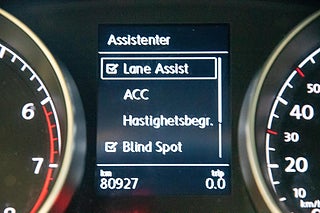 Assistenter
Lane Assist
ACC
Hastighetsbegr.
Blind Spot
km trip
80927 0.0
6
7
50
40
30
20
10
km/h